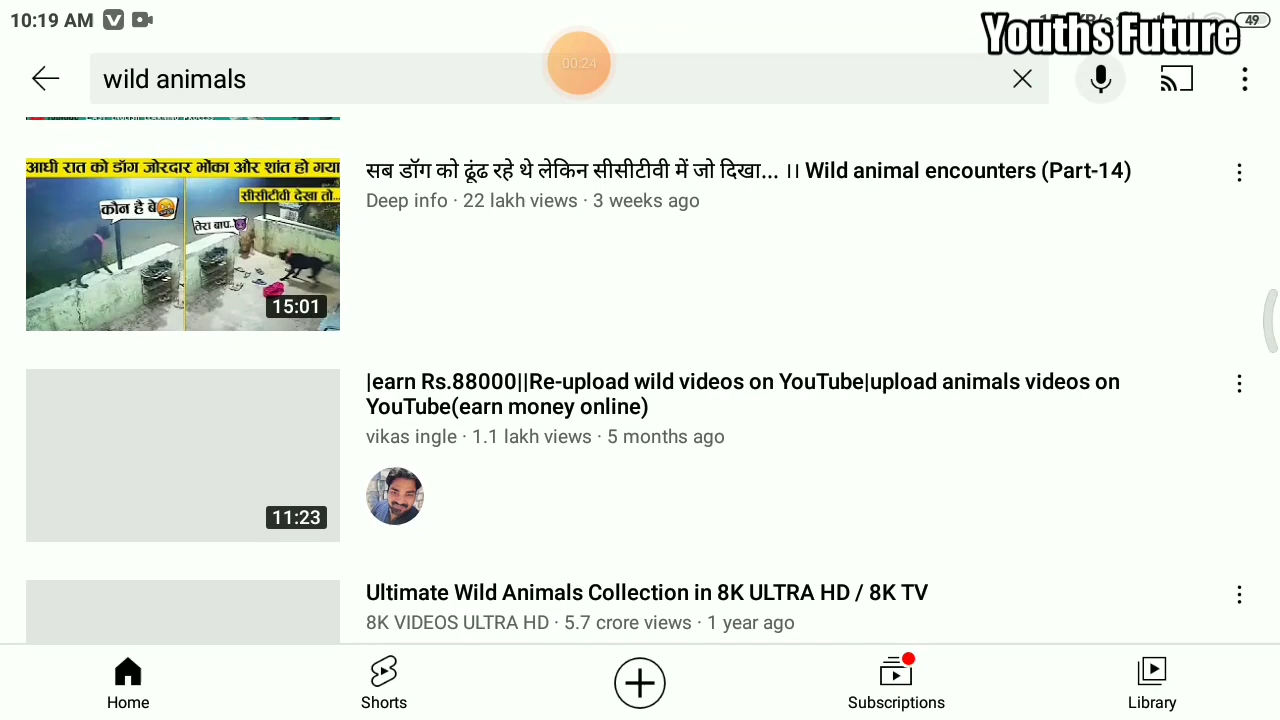 10:19 AM
49
Youths Future
00:24
wild animals
आधी रात को डॉग जोरदार भोंका और शांत हो गया
सीसीटीवी देखा तो...
कौन है बे
तेरा बाप..
15:01
सब डॉग को ढूंढ रहे थे लेकिन सीसीटीवी में जो दिखा... ।। Wild animal encounters (Part-14)
Deep info · 22 lakh views · 3 weeks ago
11:23
|earn Rs.88000||Re-upload wild videos on YouTube|upload animals videos on
YouTube(earn money online)
vikas ingle · 1.1 lakh views · 5 months ago
Ultimate Wild Animals Collection in 8K ULTRA HD / 8K TV
8K VIDEOS ULTRA HD · 5.7 crore views · 1 year ago
Home
Shorts
Subscriptions
Library